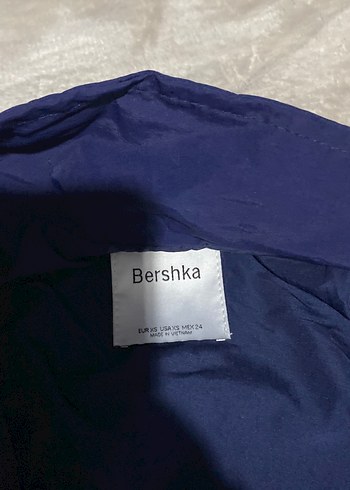 Bershka
EUR XS USA XS MEX 24
MADE IN VIETNAM